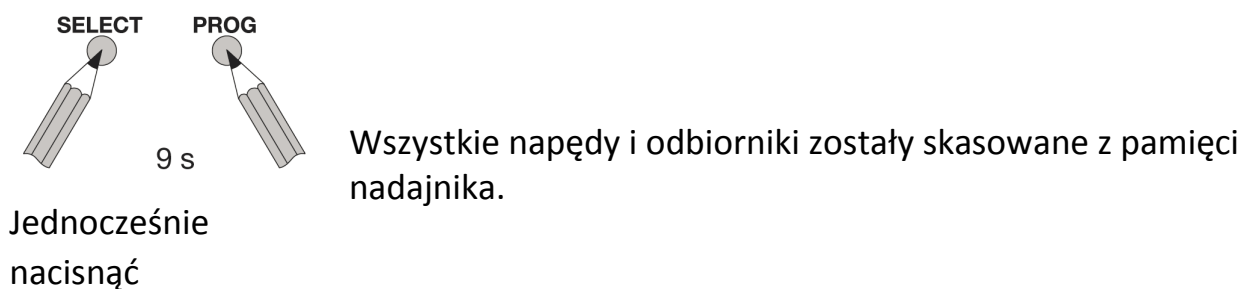 SELECT PROG
9 s
Wszystkie napędy i odbiorniki zostały skasowane z pamięci
nadajnika.
Jednocześnie
nacisnąć